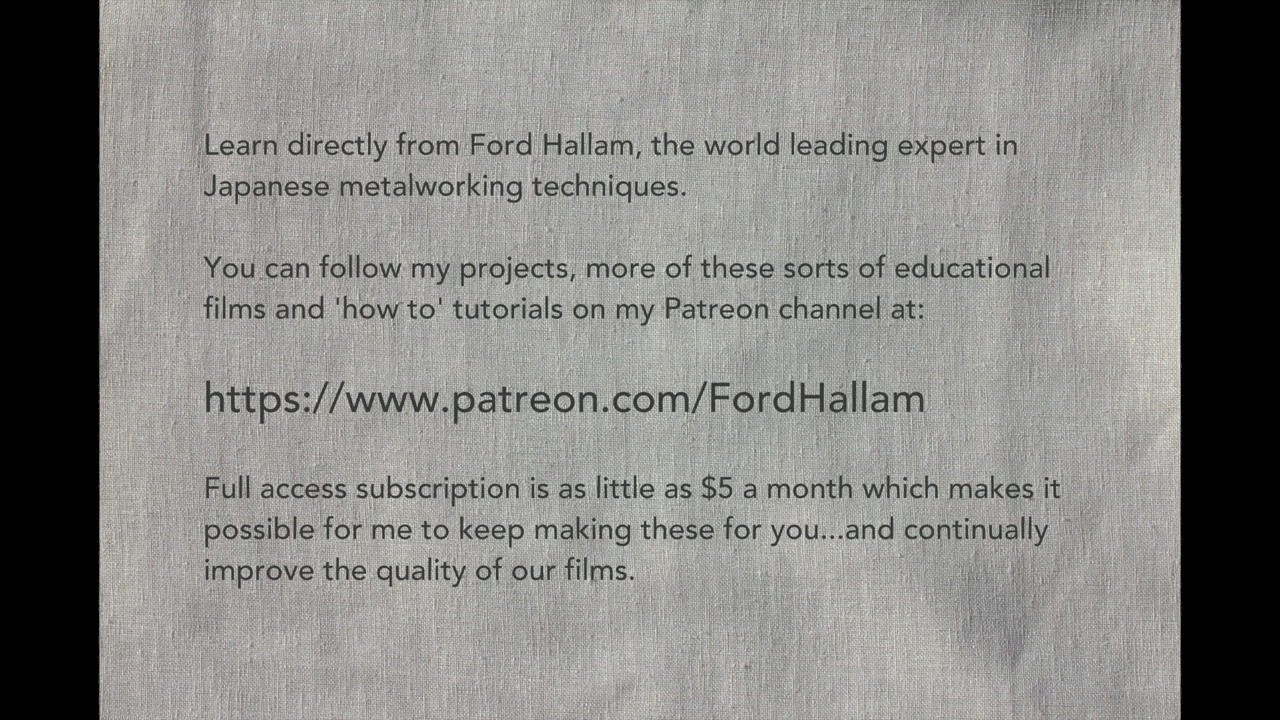 Learn directly from Ford Hallam, the world leading expert in
Japanese metalworking techniques.
You can follow my projects, more of these sorts of educational
films and 'how to' tutorials on my Patreon channel at:
https://www.patreon.com/FordHallam
Full access subscription is as little as $5 a month which makes it
possible for me to keep making these for you...and continually
improve the quality of our films.